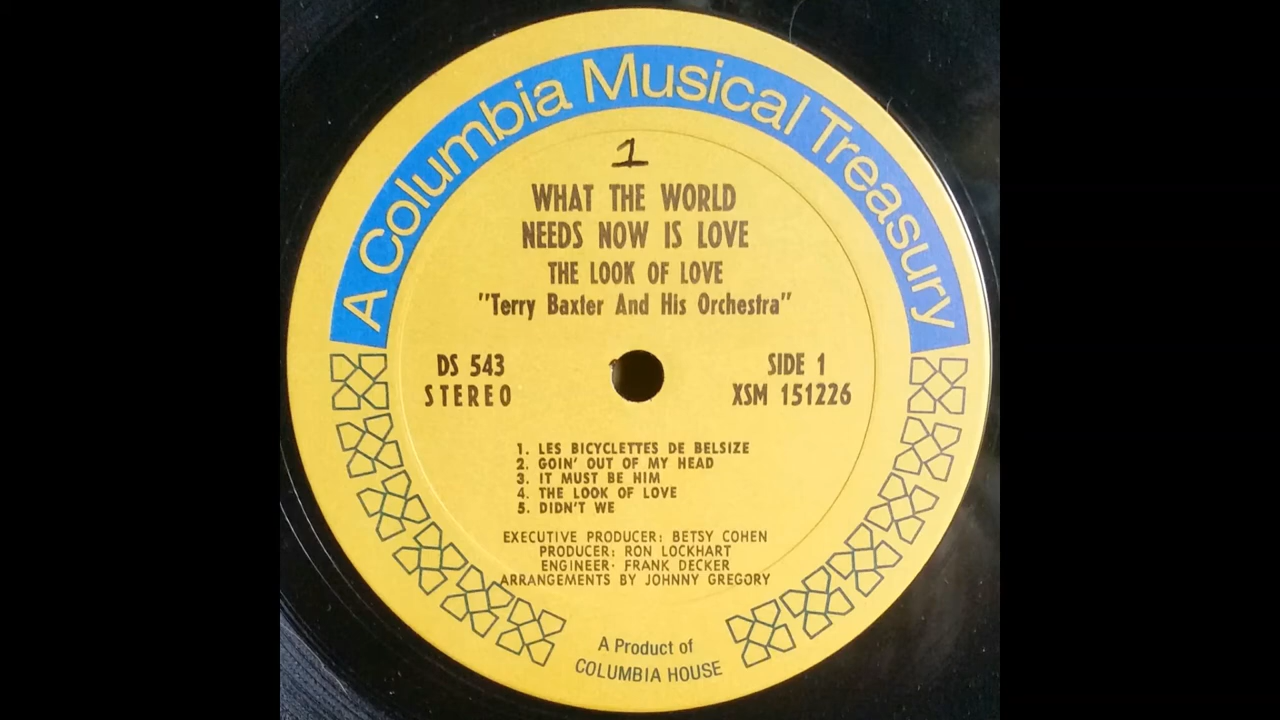 A Columbia Musical Treasury
1
WHAT THE WORLD
NEEDS NOW IS LOVE
THE LOOK OF LOVE
"Terry Baxter And His Orchestra"
DS 543
STEREO
SIDE 1
XSM 151226
1. LES BICYCLETTES DE BELSIZE
2. GOIN' OUT OF MY HEAD
3. IT MUST BE HIM
4. THE LOOK OF LOVE
5. DIDN'T WE
EXECUTIVE PRODUCER: BETSY COHEN
PRODUCER: RON LOCKHART
ENGINEER· FRANK DECKER
ARRANGEMENTS BY JOHNNY GREGORY
A Product of
COLUMBIA HOUSE